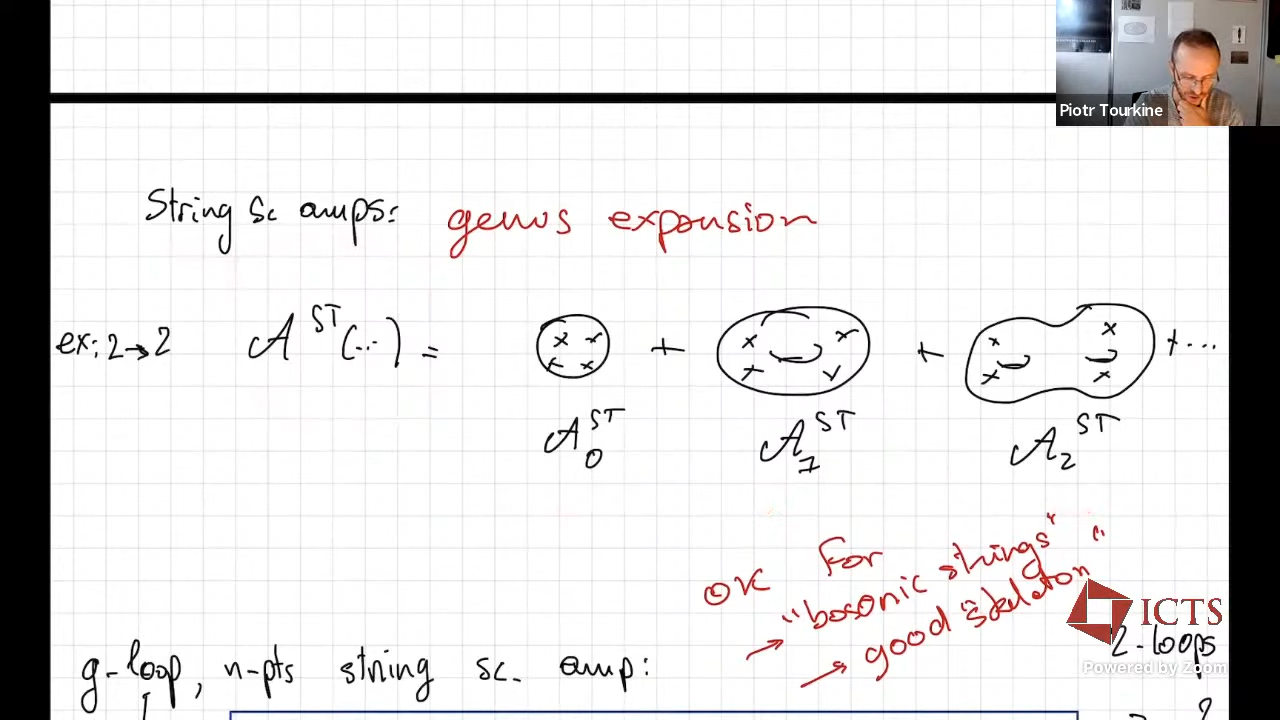 Piotr Tourkine
String sc amps: genus expansion
ex: 2→2 A^ST(...) = + + +...
A_0^ST A_1^ST A_2^ST
OK for
→ "bosonic strings"
→ good "skeleton"
ICTS
2-loops
Powered by Zoom
g-loop, n-pts string sc. amp: